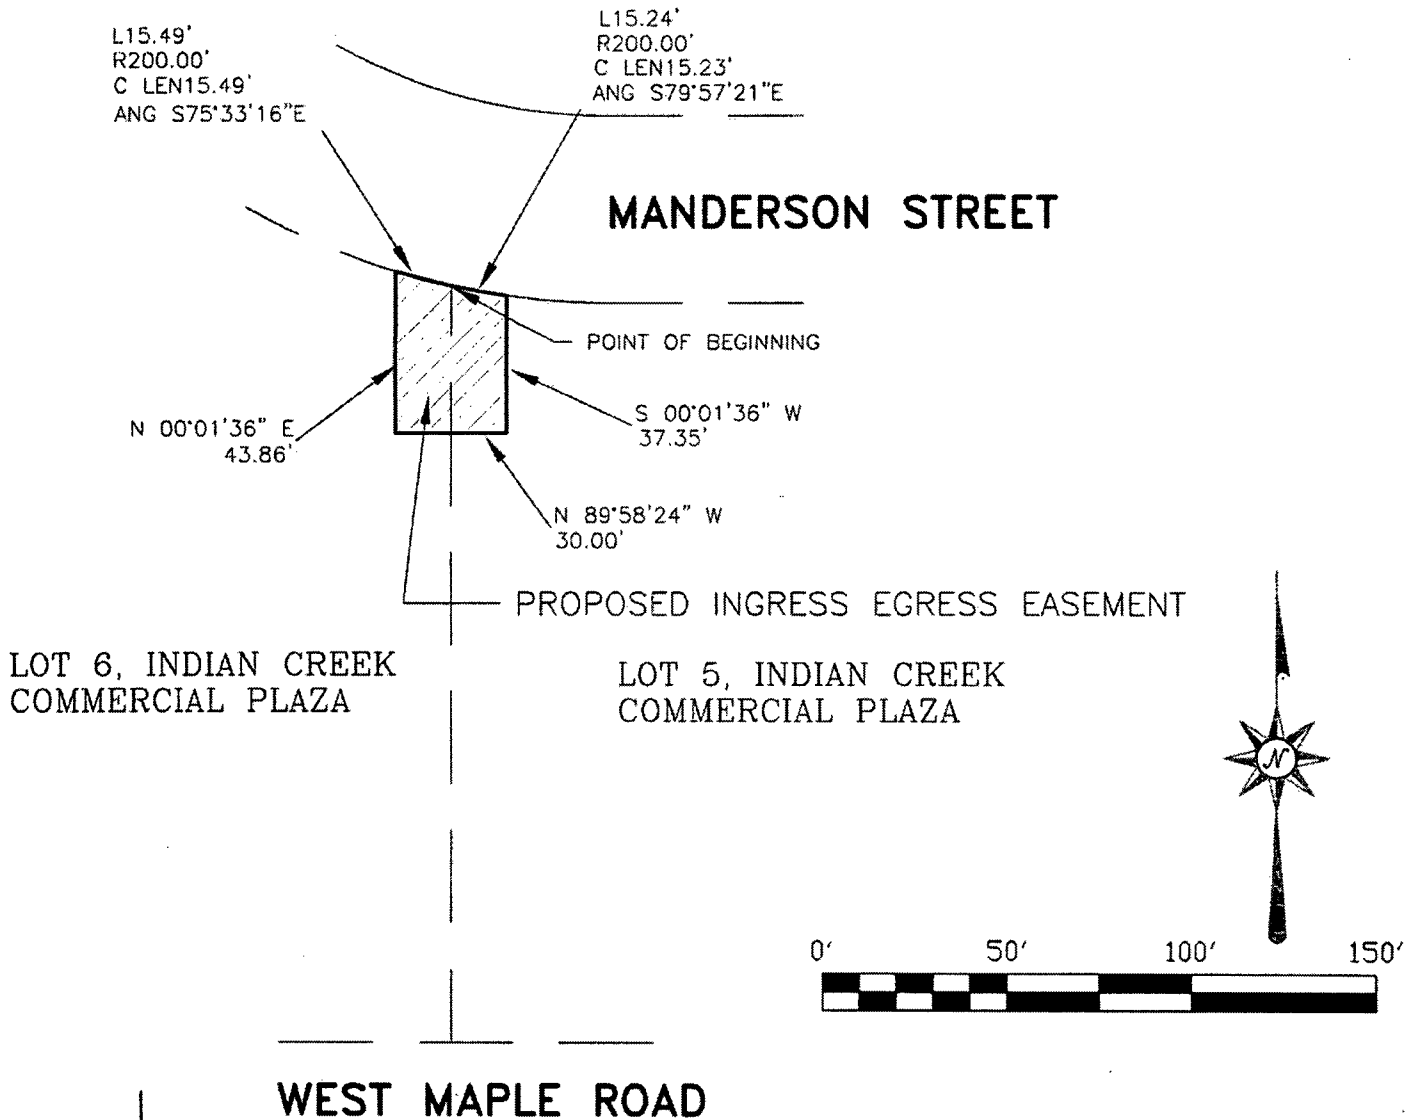 L15.49'
R200.00'
C LEN15.49'
ANG S75°33'16"E
L15.24'
R200.00'
C LEN15.23'
ANG S79°57'21"E
MANDERSON STREET
POINT OF BEGINNING
N 00°01'36" E
43.86'
S 00°01'36" W
37.35'
N 89°58'24" W
30.00'
PROPOSED INGRESS EGRESS EASEMENT
LOT 6, INDIAN CREEK
COMMERCIAL PLAZA
LOT 5, INDIAN CREEK
COMMERCIAL PLAZA
N
0' 50' 100' 150'
WEST MAPLE ROAD